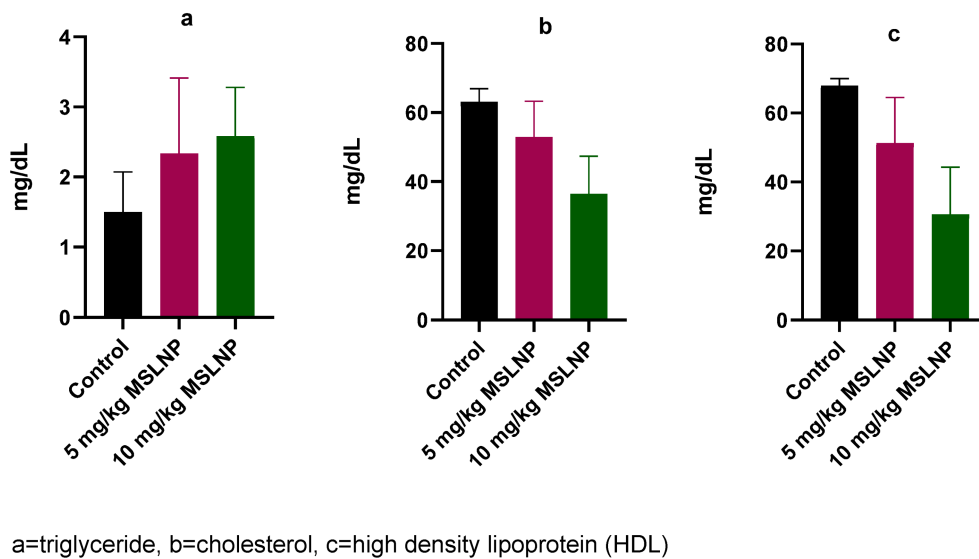 a
4
3
2
1
0
mg/dL
Control
5 mg/kg MSLNP
10 mg/kg MSLNP
b
80
60
40
20
0
mg/dL
Control
5 mg/kg MSLNP
10 mg/kg MSLNP
c
80
60
40
20
0
mg/dL
Control
5 mg/kg MSLNP
10 mg/kg MSLNP
a=triglyceride, b=cholesterol, c=high density lipoprotein (HDL)